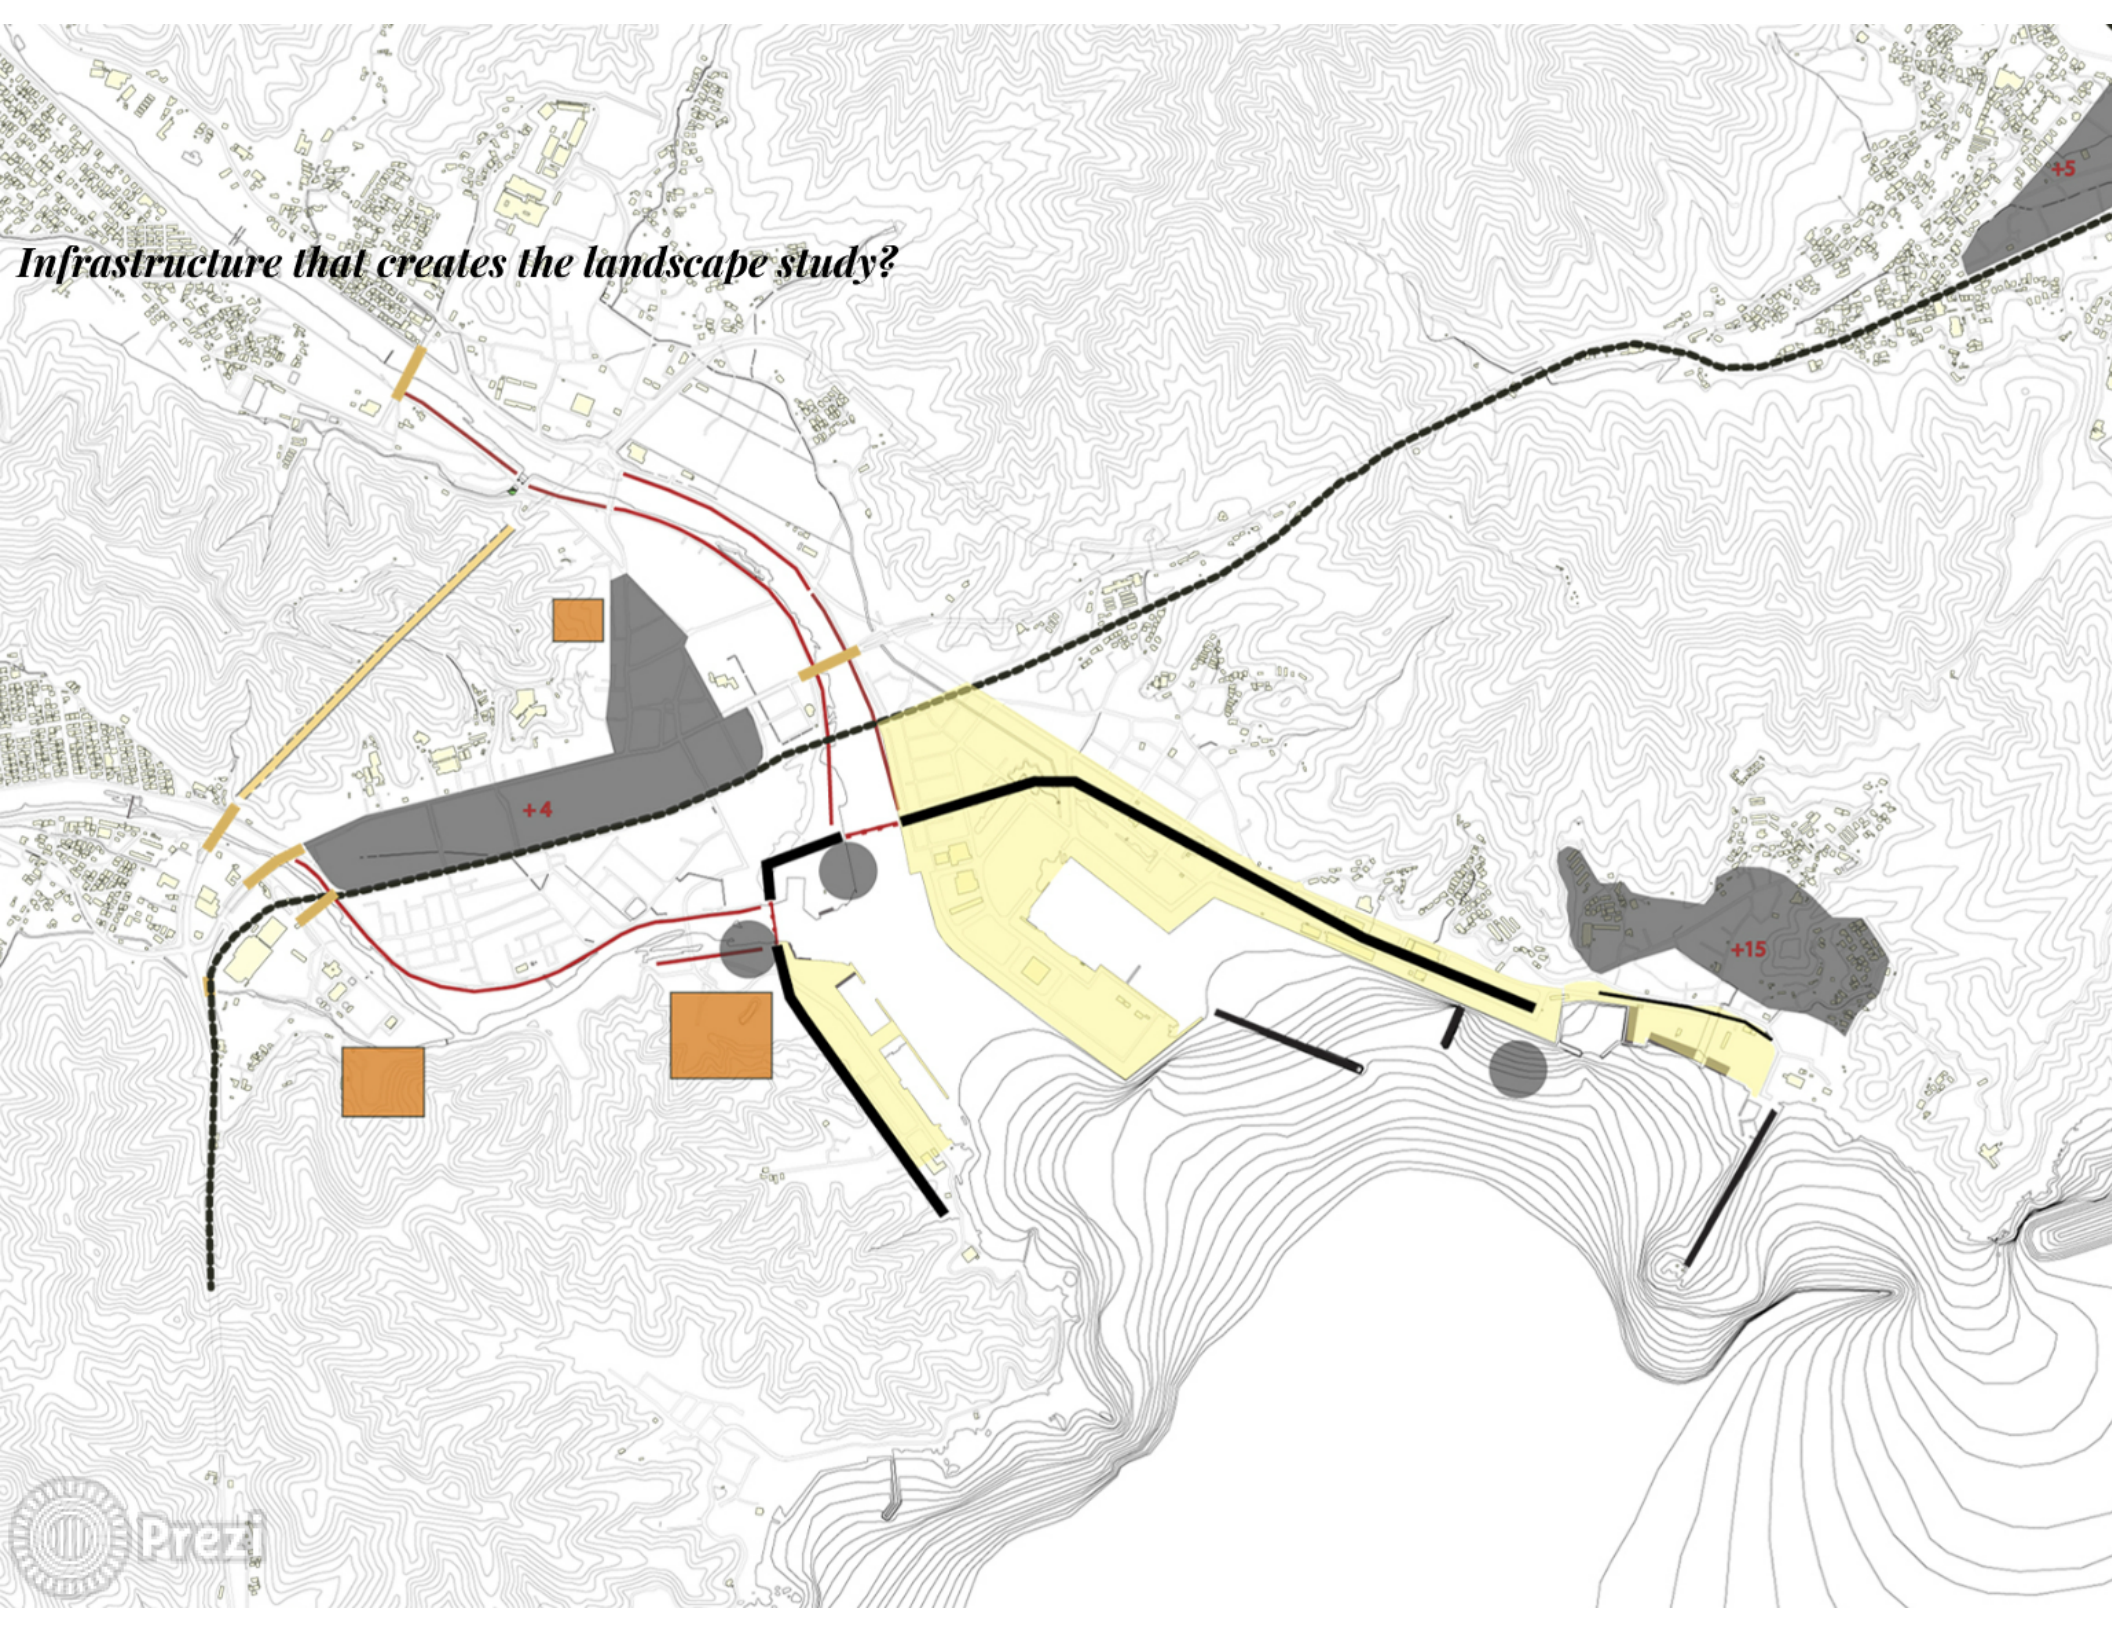 +5
Infrastructure that creates the landscape study?
+4
+15
Prezi